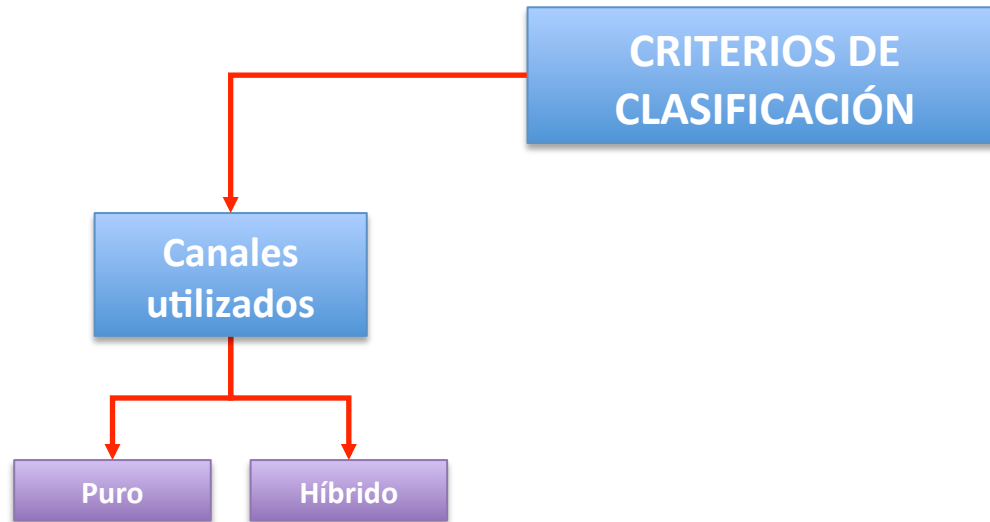 CRITERIOS DE
CLASIFICACIÓN
Canales
utilizados
Puro
Híbrido